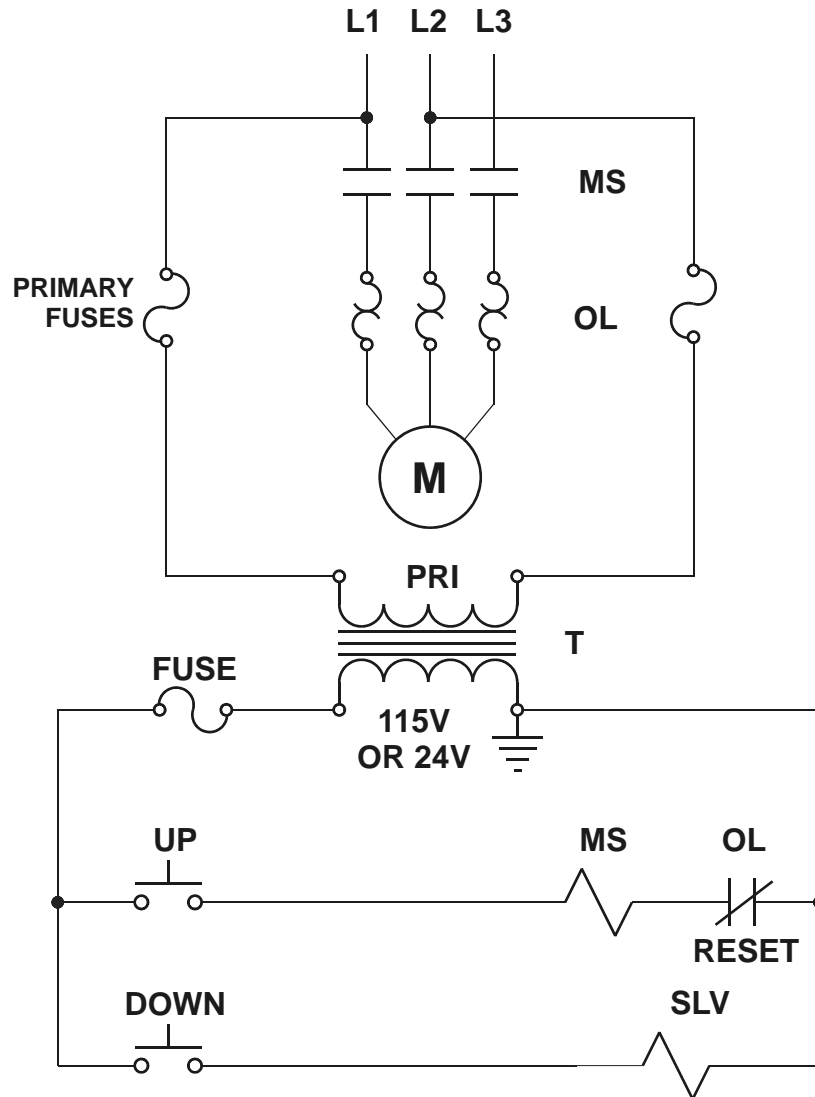 L1 L2 L3
MS
PRIMARY
FUSES
OL
M
PRI
T
FUSE
115V
OR 24V
UP MS OL
RESET
DOWN SLV